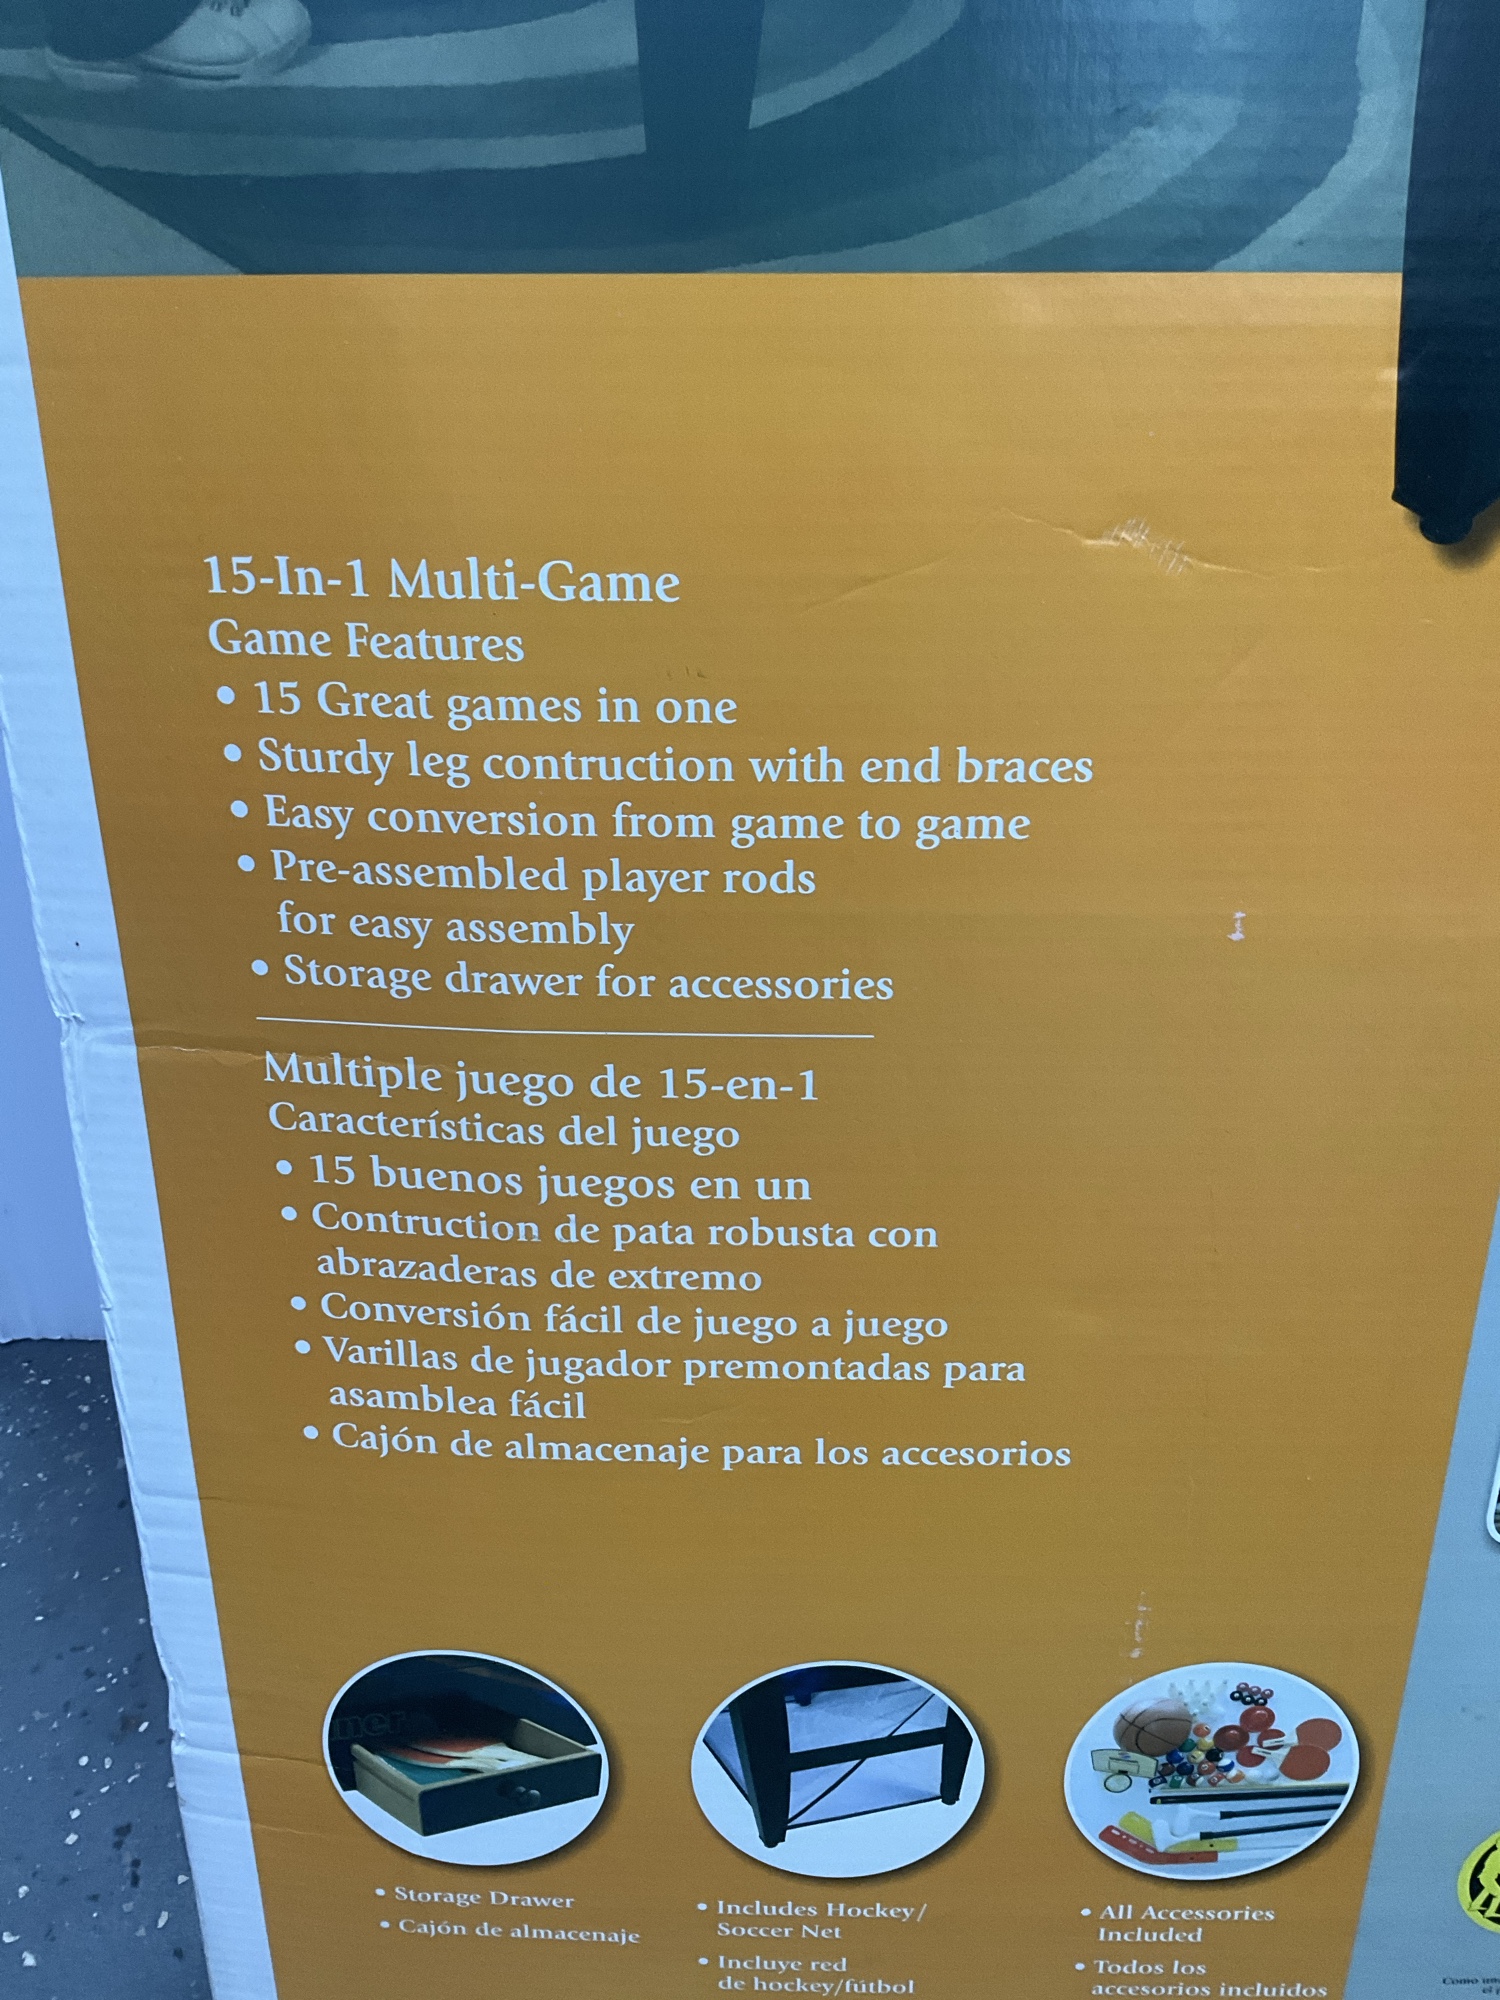 15-In-1 Multi-Game
Game Features
• 15 Great games in one
• Sturdy leg contruction with end braces
• Easy conversion from game to game
• Pre-assembled player rods
for easy assembly
• Storage drawer for accessories
Multiple juego de 15-en-1
Características del juego
• 15 buenos juegos en un
• Contruction de pata robusta con
abrazaderas de extremo
• Conversión fácil de juego a juego
• Varillas de jugador premontadas para
asamblea fácil
• Cajón de almacenaje para los accesorios
• Storage Drawer
• Cajón de almacenaje
• Includes Hockey/
Soccer Net
• Incluye red
de hockey/fútbol
• All Accessories
Included
• Todos los
accesorios incluidos
Como